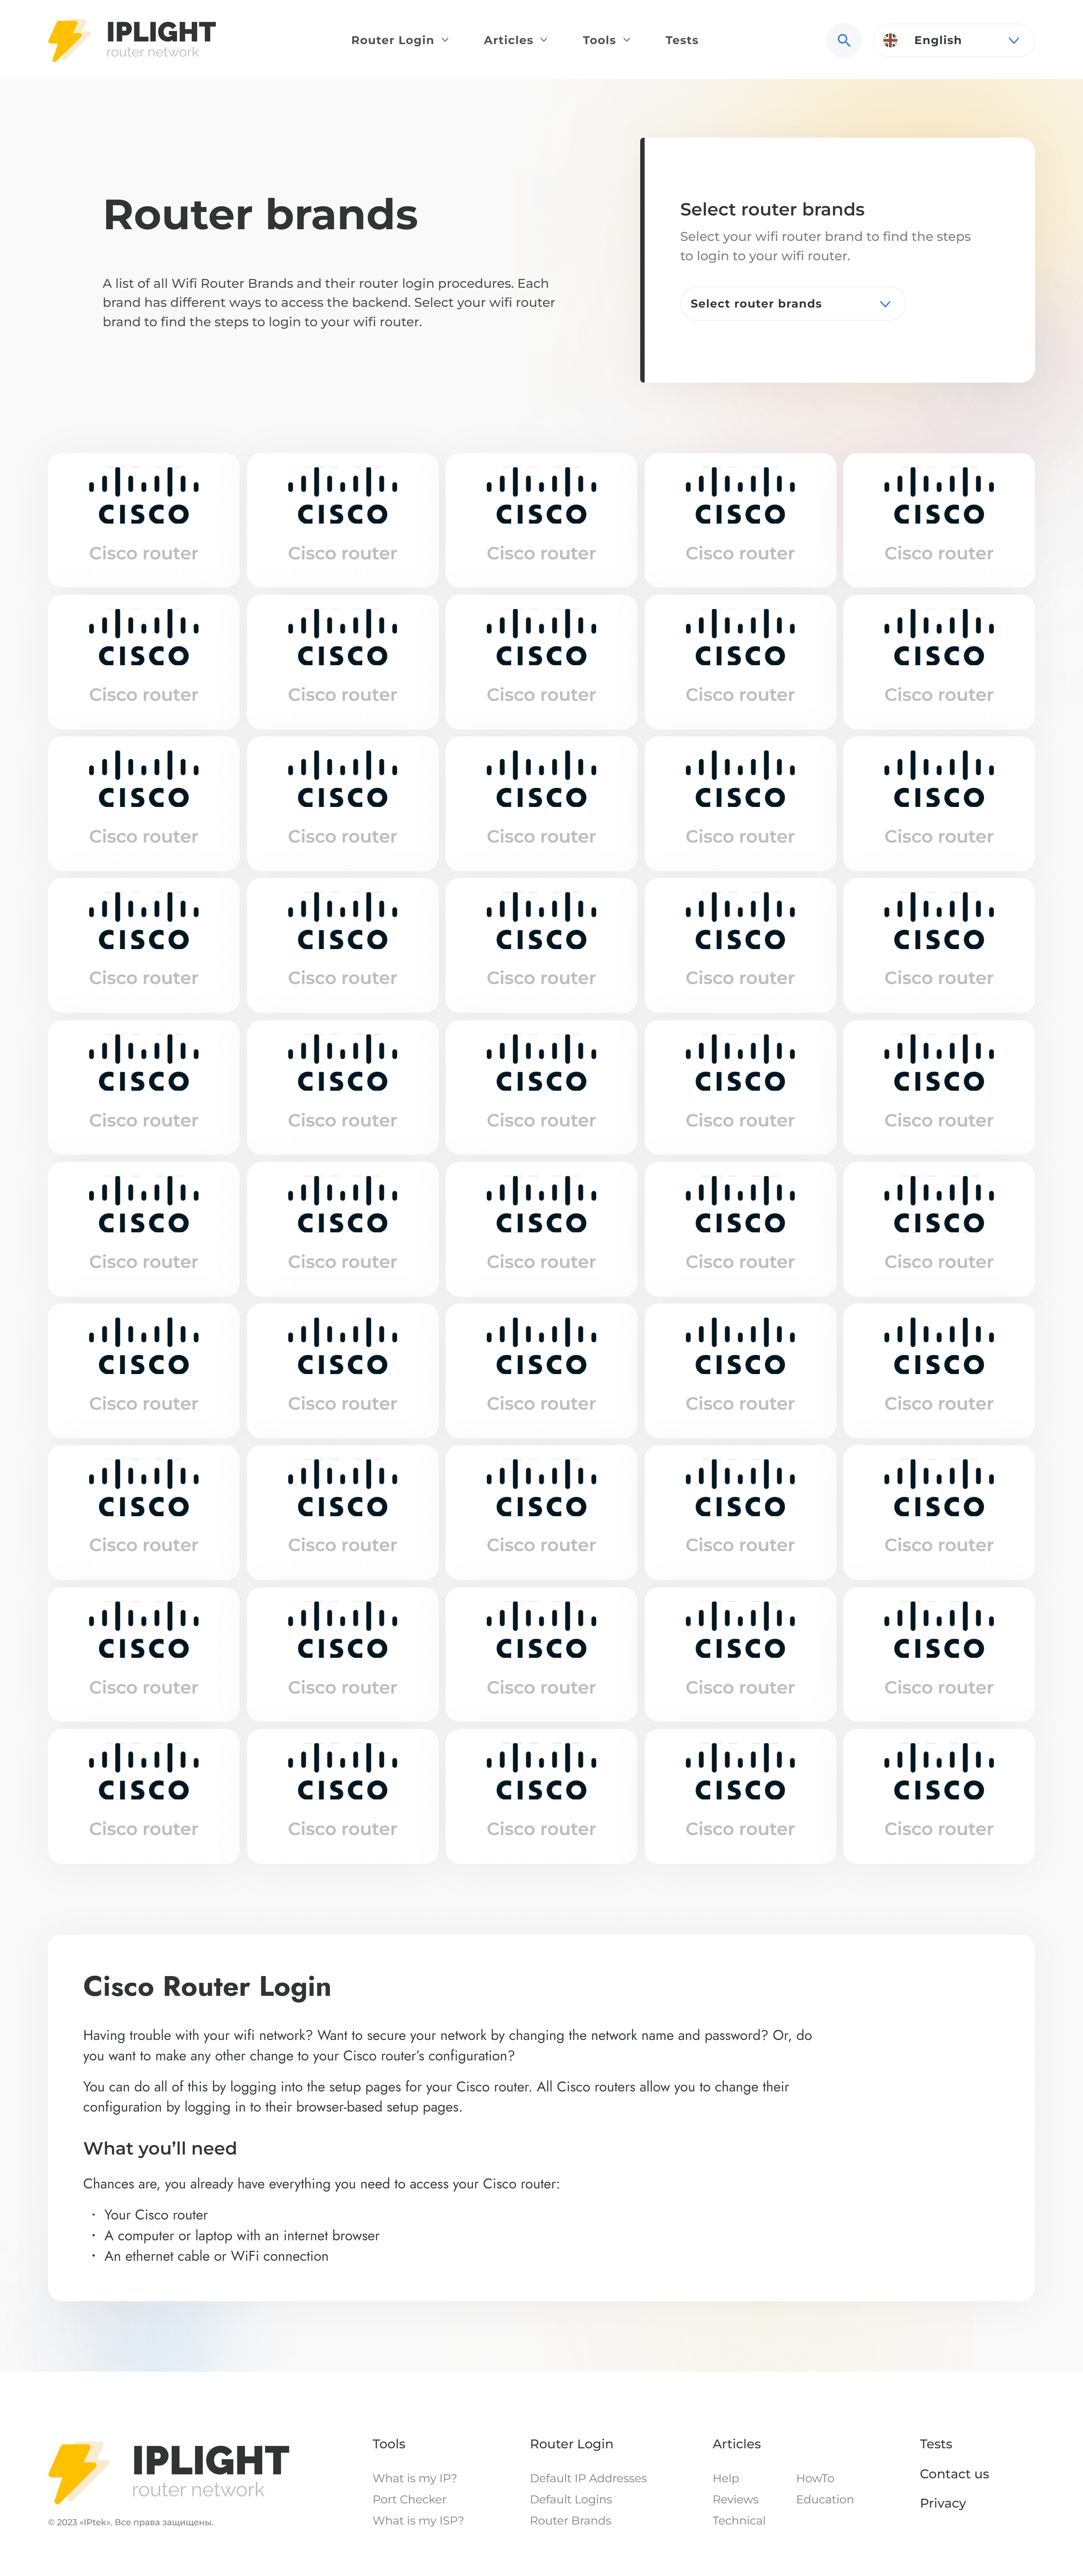 IPLIGHT
router network
Router Login
Articles
Tools
Tests
English
Router brands
A list of all Wifi Router Brands and their router login procedures. Each
brand has different ways to access the backend. Select your wifi router
brand to find the steps to login to your wifi router.
Select router brands
Select your wifi router brand to find the steps
to login to your wifi router.
Select router brands
CISCO CISCO CISCO CISCO CISCO
Cisco router Cisco router Cisco router Cisco router Cisco router
CISCO CISCO CISCO CISCO CISCO
Cisco router Cisco router Cisco router Cisco router Cisco router
CISCO CISCO CISCO CISCO CISCO
Cisco router Cisco router Cisco router Cisco router Cisco router
CISCO CISCO CISCO CISCO CISCO
Cisco router Cisco router Cisco router Cisco router Cisco router
CISCO CISCO CISCO CISCO CISCO
Cisco router Cisco router Cisco router Cisco router Cisco router
CISCO CISCO CISCO CISCO CISCO
Cisco router Cisco router Cisco router Cisco router Cisco router
CISCO CISCO CISCO CISCO CISCO
Cisco router Cisco router Cisco router Cisco router Cisco router
CISCO CISCO CISCO CISCO CISCO
Cisco router Cisco router Cisco router Cisco router Cisco router
CISCO CISCO CISCO CISCO CISCO
Cisco router Cisco router Cisco router Cisco router Cisco router
CISCO CISCO CISCO CISCO CISCO
Cisco router Cisco router Cisco router Cisco router Cisco router
Cisco Router Login
Having trouble with your wifi network? Want to secure your network by changing the network name and password? Or, do
you want to make any other change to your Cisco router’s configuration?
You can do all of this by logging into the setup pages for your Cisco router. All Cisco routers allow you to change their
configuration by logging in to their browser-based setup pages.
What you’ll need
Chances are, you already have everything you need to access your Cisco router:
· Your Cisco router
· A computer or laptop with an internet browser
· An ethernet cable or WiFi connection
IPLIGHT
router network
© 2023 «IPtek». Все права защищены.
Tools
What is my IP?
Port Checker
What is my ISP?
Router Login
Default IP Addresses
Default Logins
Router Brands
Articles
Help
Reviews
Technical
HowTo
Education
Tests
Contact us
Privacy